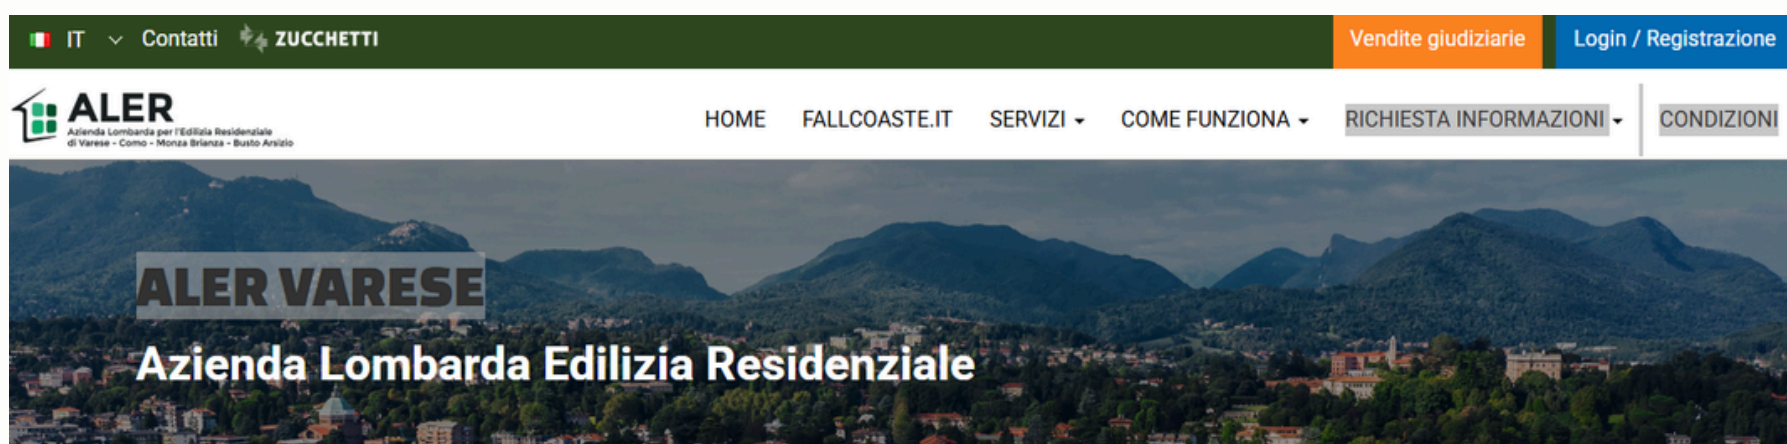 IT Contatti ZUCCHETTI Vendite giudiziarie Login / Registrazione
ALER
Azienda Lombarda per l'Edilizia Residenziale
di Varese - Como - Monza Brianza - Busto Arsizio
HOME FALLCOASTE.IT SERVIZI COME FUNZIONA RICHIESTA INFORMAZIONI CONDIZIONI
ALER VARESE
Azienda Lombarda Edilizia Residenziale